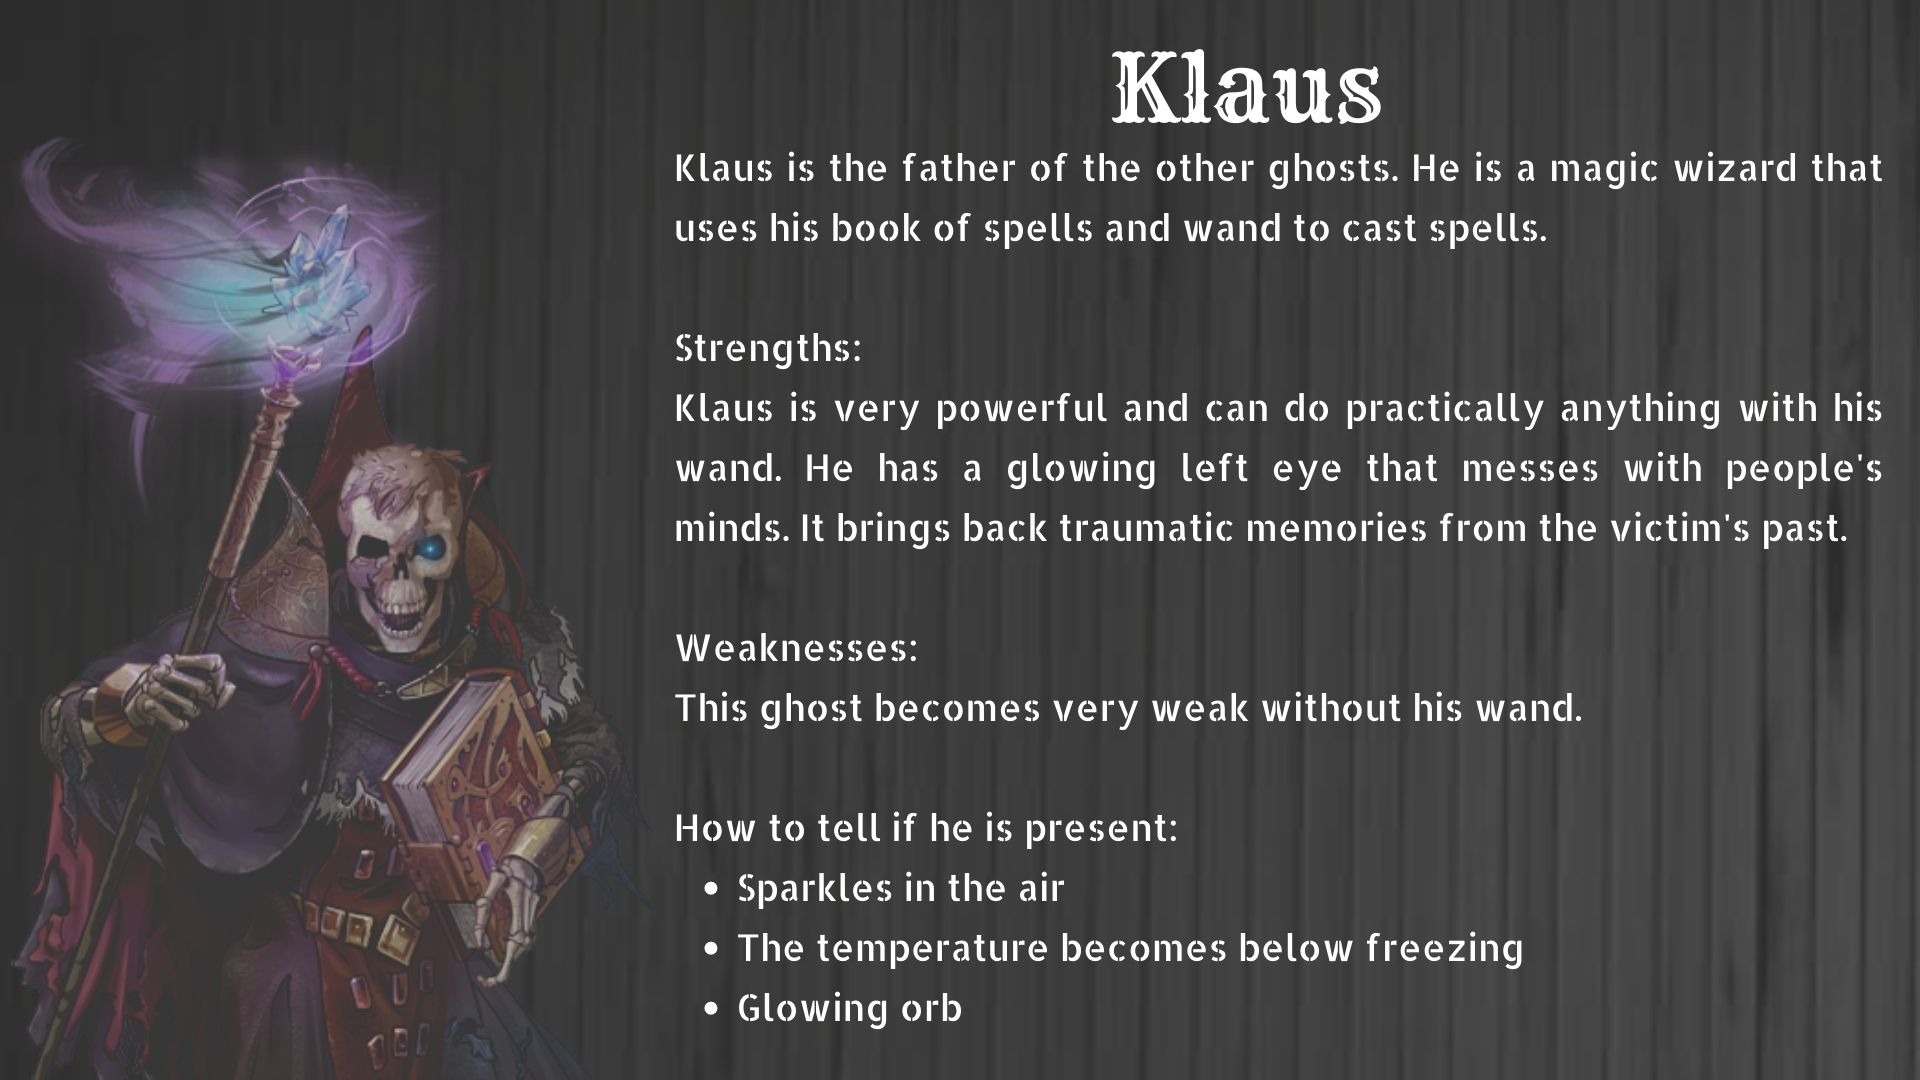 Klaus
Klaus is the father of the other ghosts. He is a magic wizard that
uses his book of spells and wand to cast spells.
Strengths:
Klaus is very powerful and can do practically anything with his
wand. He has a glowing left eye that messes with people's
minds. It brings back traumatic memories from the victim's past.
Weaknesses:
This ghost becomes very weak without his wand.
How to tell if he is present:
• Sparkles in the air
• The temperature becomes below freezing
• Glowing orb